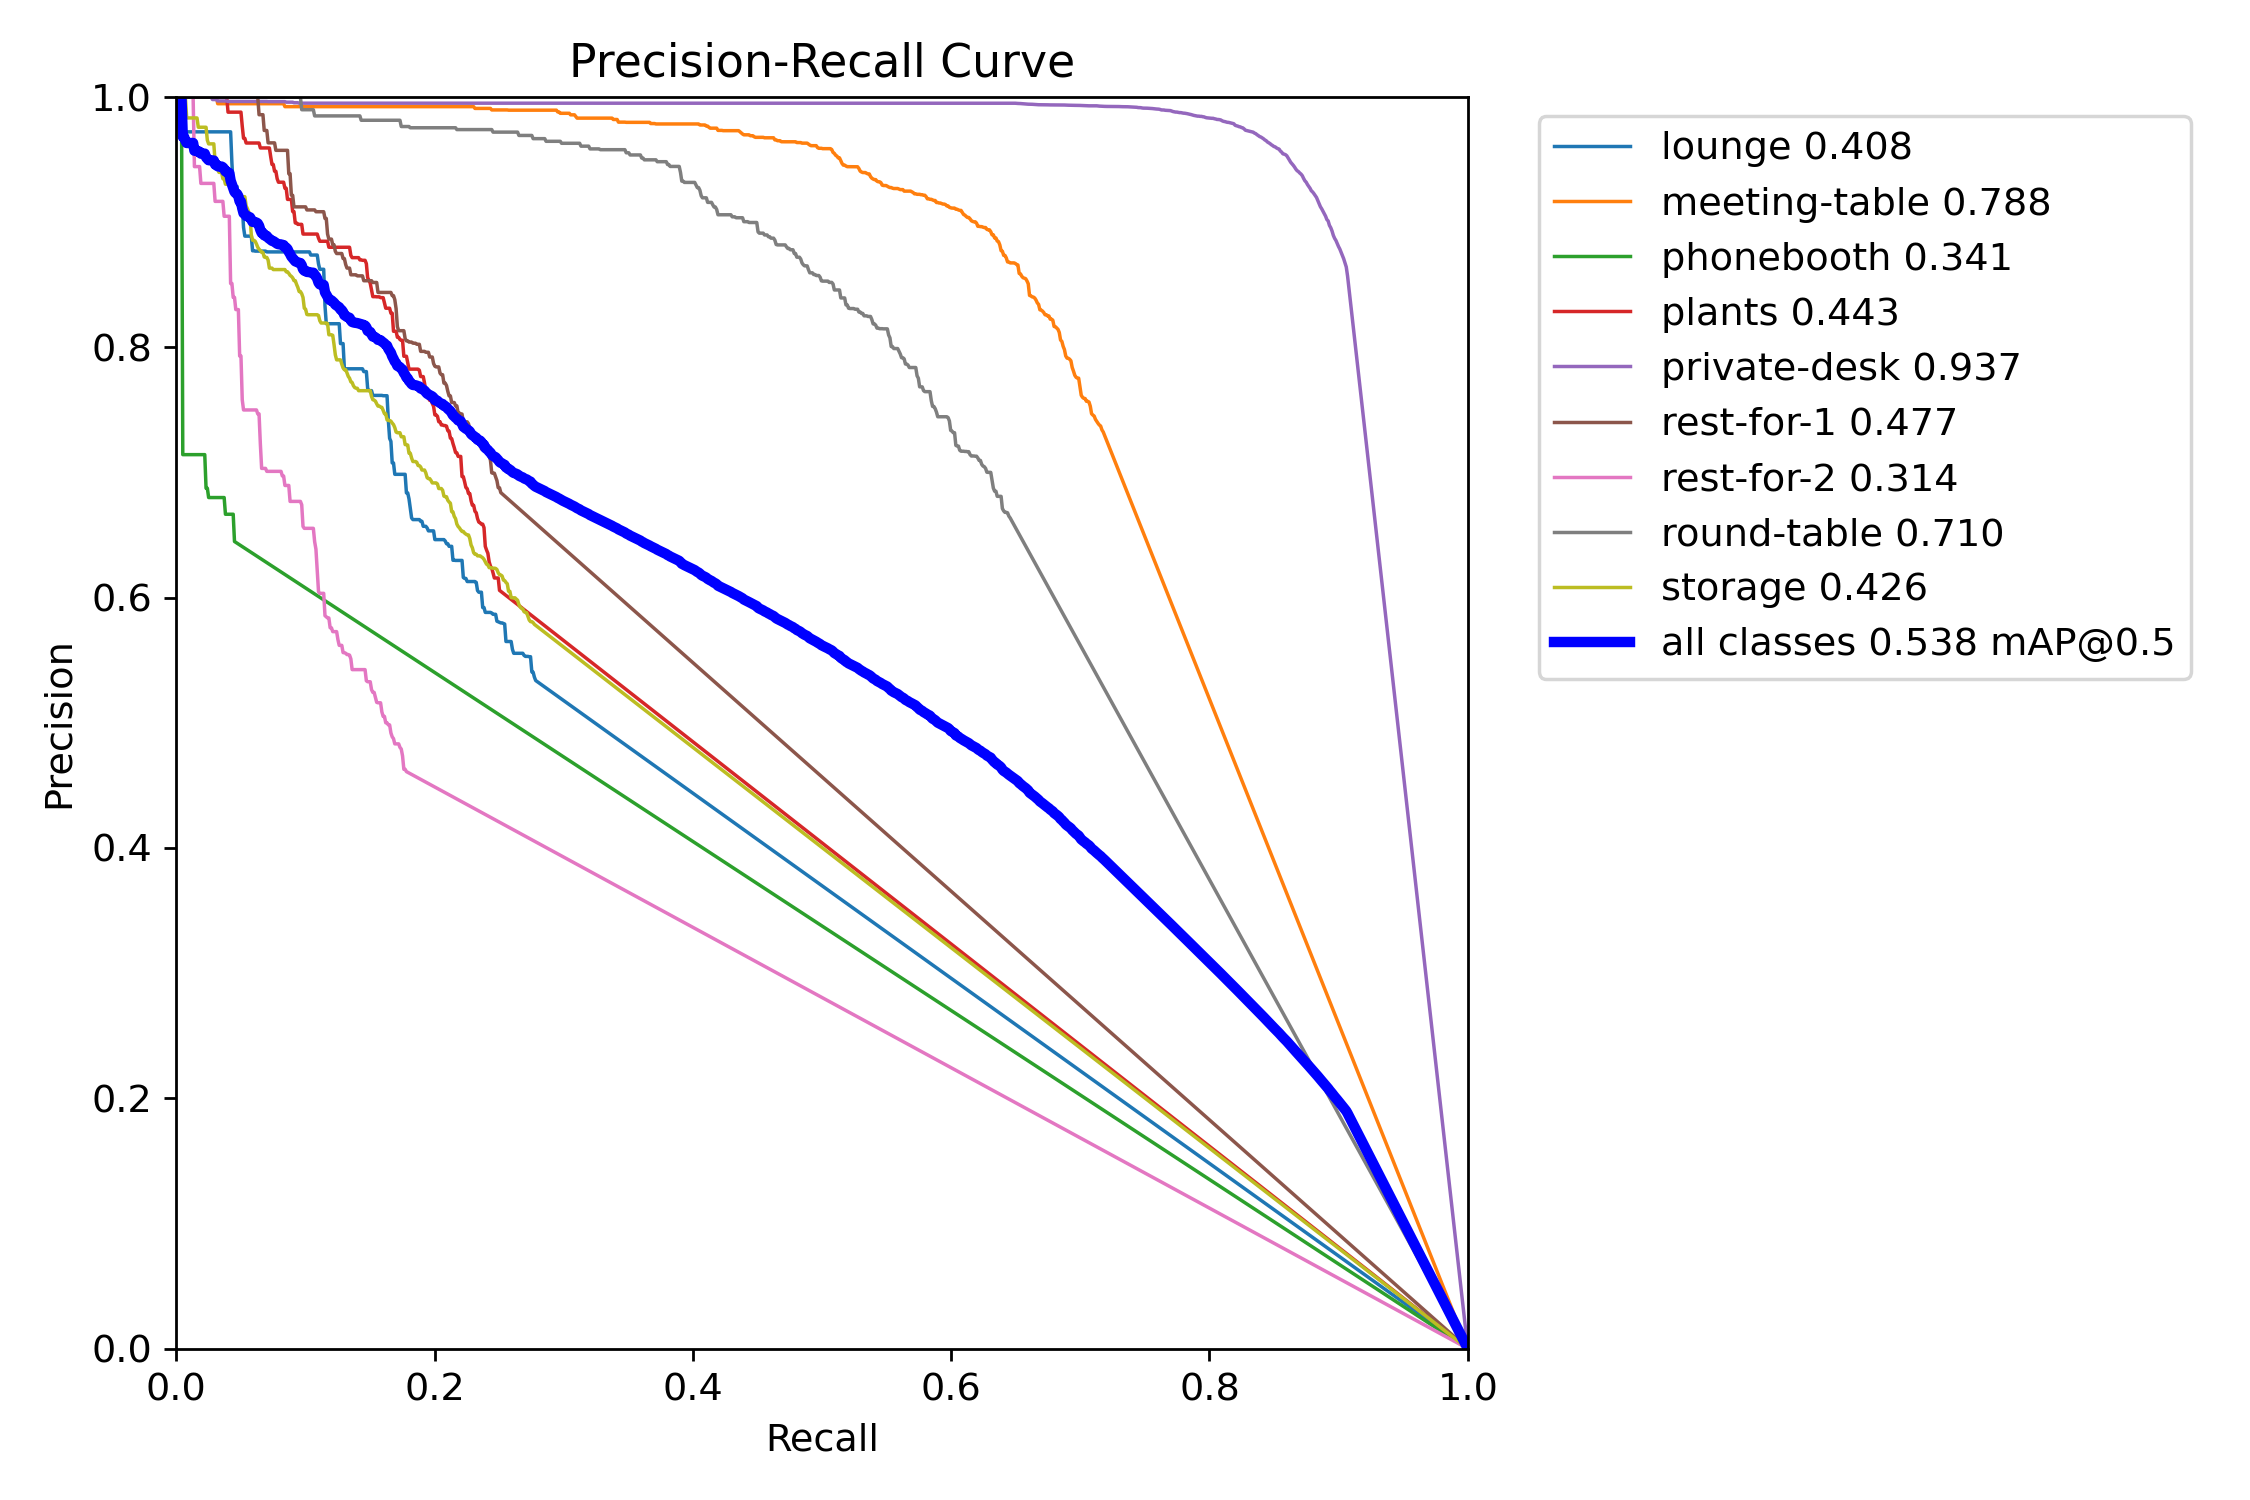 Precision-Recall Curve
1.0
0.8
0.6
0.4
0.2
0.0
Precision
0.0 0.2 0.4 0.6 0.8 1.0
Recall
lounge 0.408
meeting-table 0.788
phonebooth 0.341
plants 0.443
private-desk 0.937
rest-for-1 0.477
rest-for-2 0.314
round-table 0.710
storage 0.426
all classes 0.538 mAP@0.5